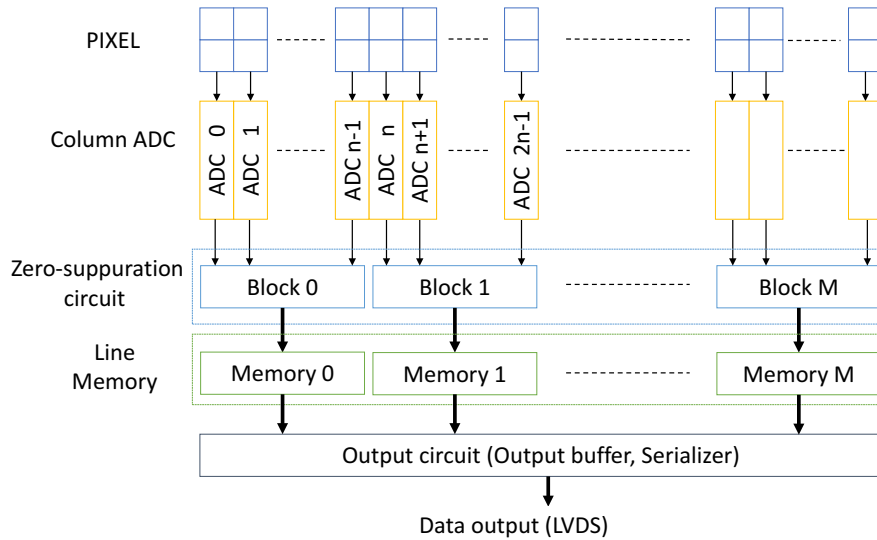 PIXEL
Column ADC
ADC 0
ADC 1
ADC n-1
ADC n
ADC n+1
ADC 2n-1
Zero-suppuration
circuit
Block 0
Block 1
Block M
Line
Memory
Memory 0
Memory 1
Memory M
Output circuit (Output buffer, Serializer)
Data output (LVDS)